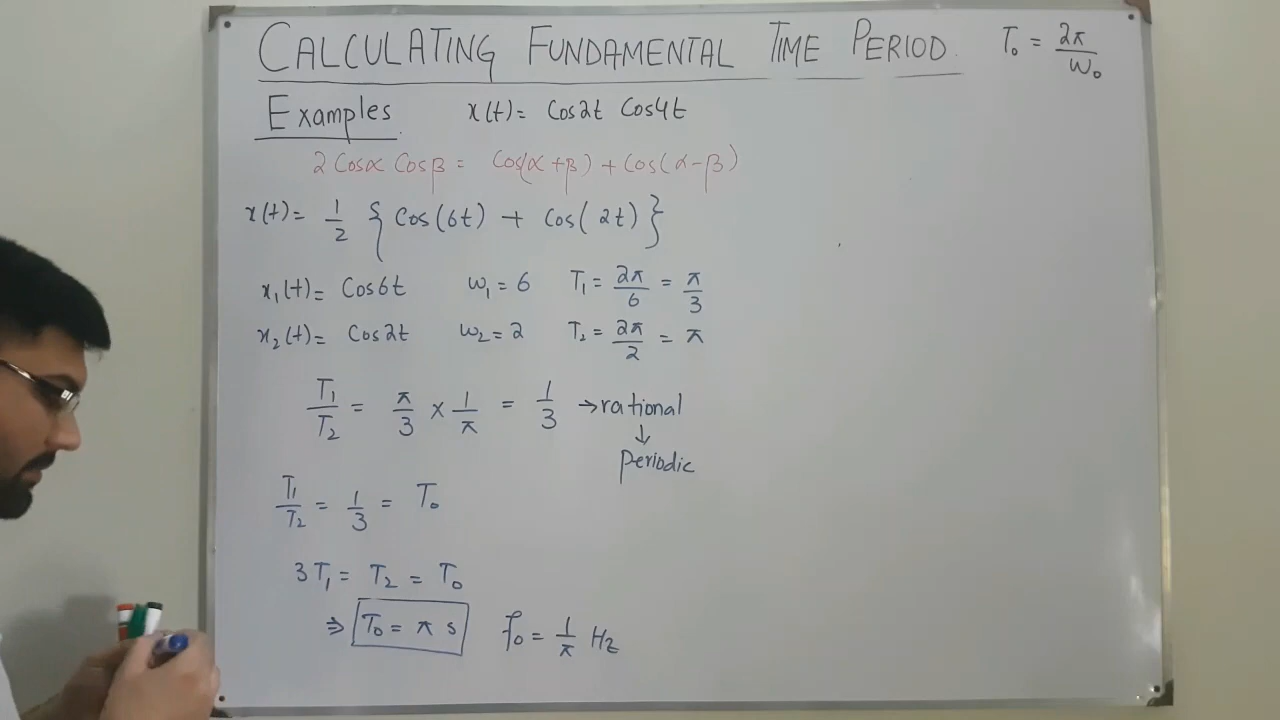 CALCULATING FUNDAMENTAL TIME PERIOD. T₀ = 2π/ω₀
Examples. x(t) = Cos2t Cos4t
2 Cosα Cosβ = Cos(α+β) + Cos(α-β)
x(t) = 1/2 { Cos(6t) + Cos(2t) }
x₁(t) = Cos6t ω₁ = 6 T₁ = 2π/6 = π/3
x₂(t) = Cos2t ω₂ = 2 T₂ = 2π/2 = π
T₁/T₂ = π/3 × 1/π = 1/3 → rational
↓
periodic
T₁/T₂ = 1/3 = T₀
3T₁ = T₂ = T₀
⇒ T₀ = π s f₀ = 1/π Hz